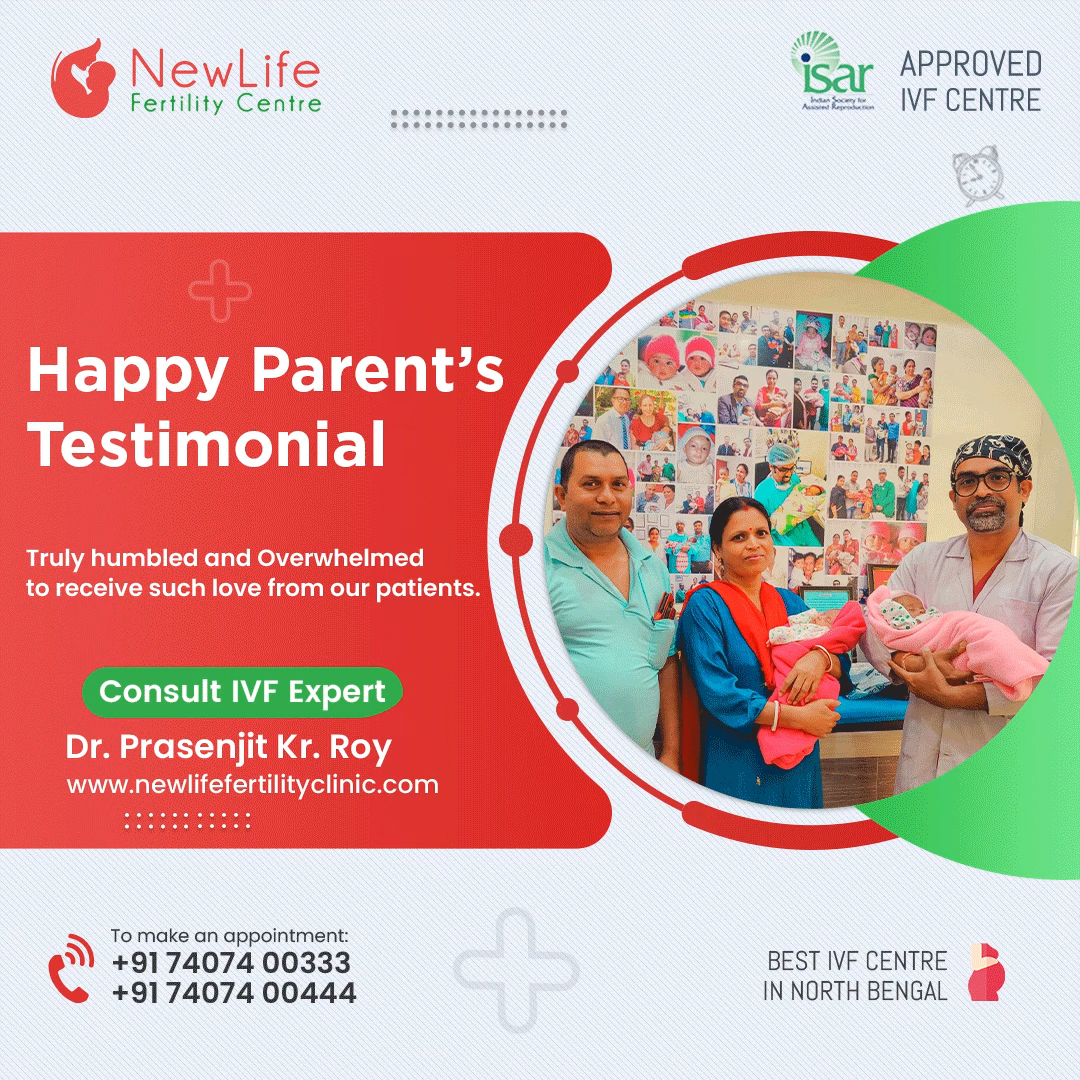 NewLife
Fertility Centre
isar
Indian Society for
Assisted Reproduction
APPROVED
IVF CENTRE
Happy Parent’s
Testimonial
Truly humbled and Overwhelmed
to receive such love from our patients.
Consult IVF Expert
Dr. Prasenjit Kr. Roy
www.newlifefertilityclinic.com
To make an appointment:
+91 74074 00333
+91 74074 00444
BEST IVF CENTRE
IN NORTH BENGAL